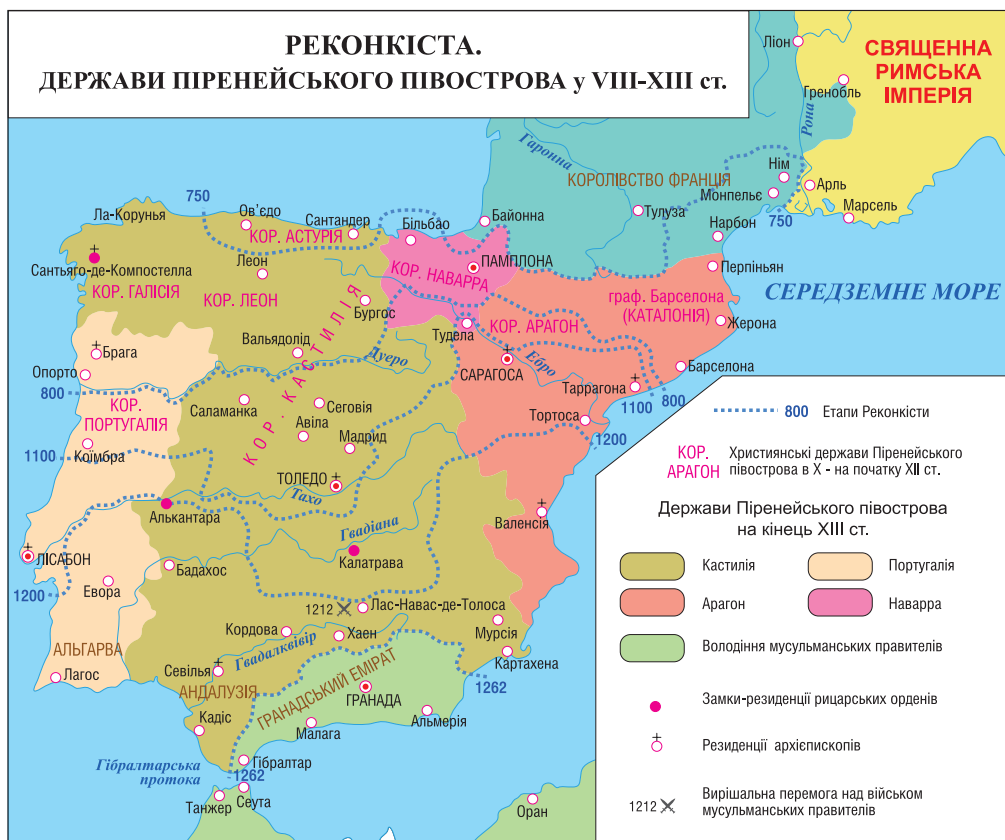 РЕКОНКІСТА.
ДЕРЖАВИ ПІРЕНЕЙСЬКОГО ПІВОСТРОВА у VIII-XIII ст.
Ліон
СВЯЩЕННА
РИМСЬКА
ІМПЕРІЯ
Гренобль
Рона
Гаронна
КОРОЛІВСТВО ФРАНЦІЯ
Нім
Монпельє
Арль
Марсель
750
Тулуза
Нарбон
Перпіньян
750
Ла-Корунья
Ов’єдо
Сантандер
Більбао
Байонна
КОР. АСТУРІЯ
Сантьяго-де-Компостелла
КОР. ГАЛІСІЯ
Леон
КОР. ЛЕОН
КОР. НАВАРРА
ПАМПЛОНА
Бургос
КОР. КАСТИЛІЯ
Тудела
КОР. АРАГОН
граф. Барселона
(КАТАЛОНІЯ)
Жерона
СЕРЕДЗЕМНЕ МОРЕ
Брага
Опорто
Вальядолід
Дуеро
САРАГОСА
Ебро
Барселона
Таррагона
800
1100
800
Тортоса
1200
КОР.
ПОРТУГАЛІЯ
Саламанка
Сеговія
Авіла
Мадрид
Коїмбра
1100
ТОЛЕДО
Тахо
Алькантара
Гвадіана
Калатрава
Валенсія
ЛІСАБОН
1200
Евора
Бадахос
1212
Лас-Навас-де-Толоса
Кордова
Хаен
Мурсія
Картахена
1262
Гвадалквівір
АЛЬГАРВА
Лагос
Севілья
АНДАЛУЗІЯ
ГРАНАДСЬКИЙ ЕМІРАТ
ГРАНАДА
Кадіс
Малага
Альмерія
Гібралтарська
протока
1262
Гібралтар
Сеута
Танжер
Оран
800
Етапи Реконкісти
КОР.
АРАГОН
Християнські держави Піренейського
півострова в X - на початку XII ст.
Держави Піренейського півострова
на кінець XIII ст.
Кастилія
Португалія
Арагон
Наварра
Володіння мусульманських правителів
Замки-резиденції рицарських орденів
Резиденції архієпископів
1212
Вирішальна перемога над військом
мусульманських правителів